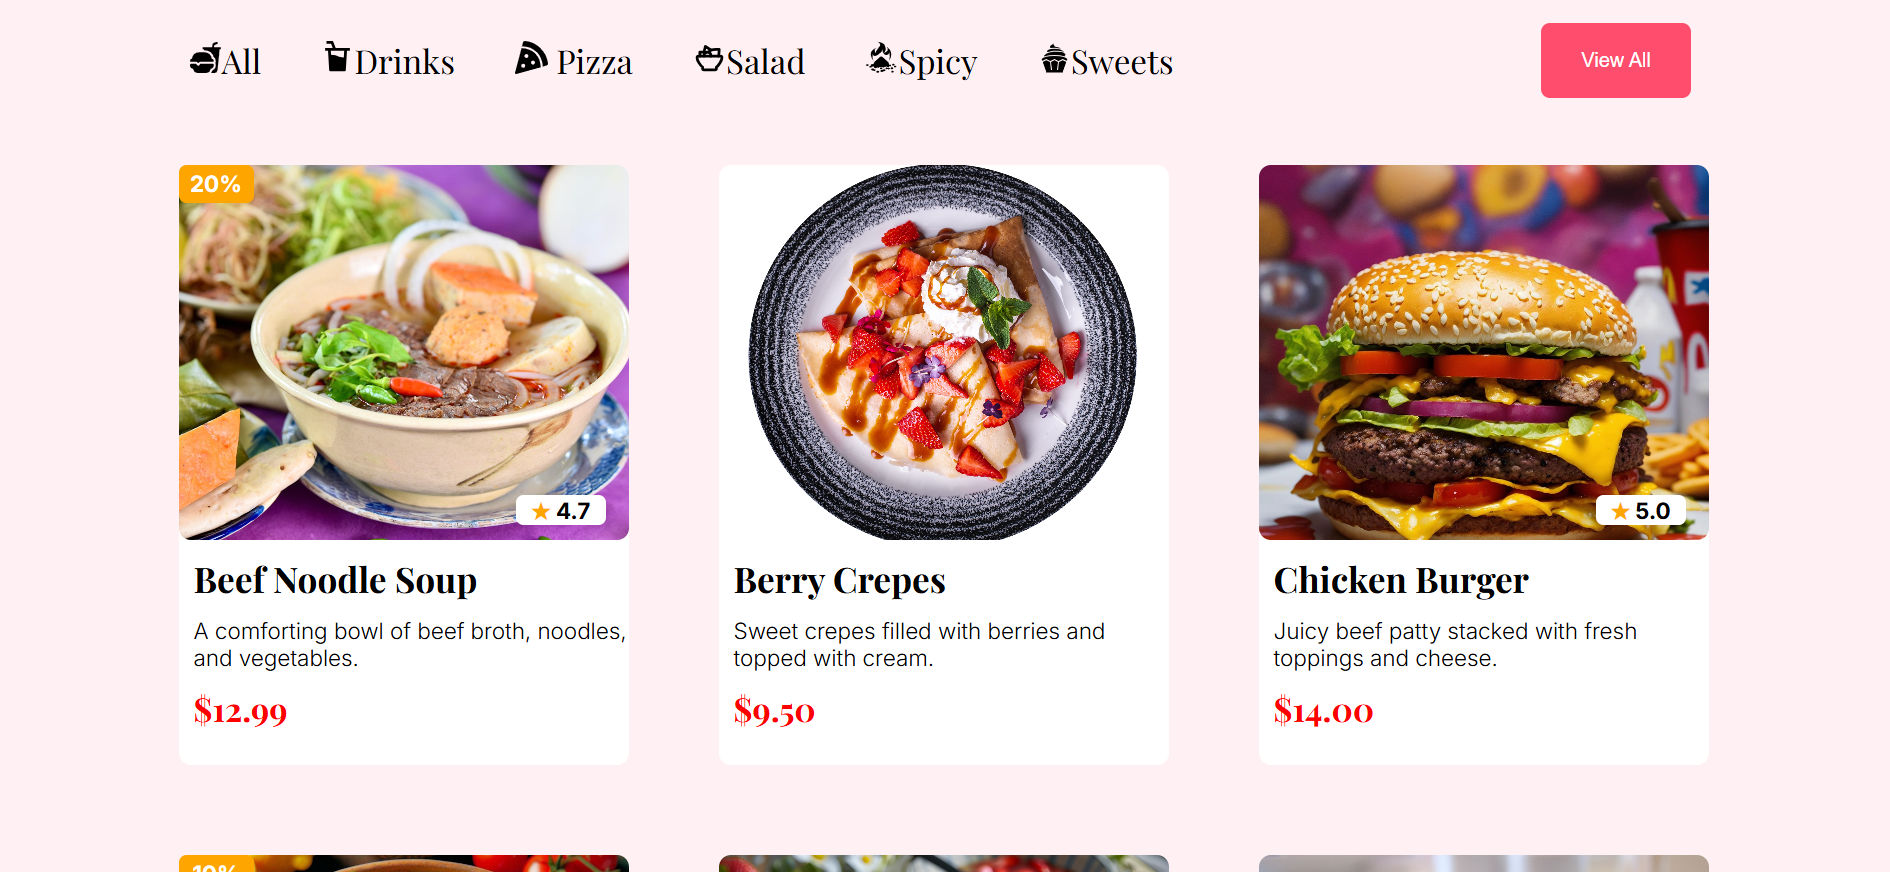 All
Drinks
Pizza
Salad
Spicy
Sweets
View All
20%
4.7
5.0
Beef Noodle Soup
Berry Crepes
Chicken Burger
A comforting bowl of beef broth, noodles,
and vegetables.
Sweet crepes filled with berries and
topped with cream.
Juicy beef patty stacked with fresh
toppings and cheese.
$12.99
$9.50
$14.00